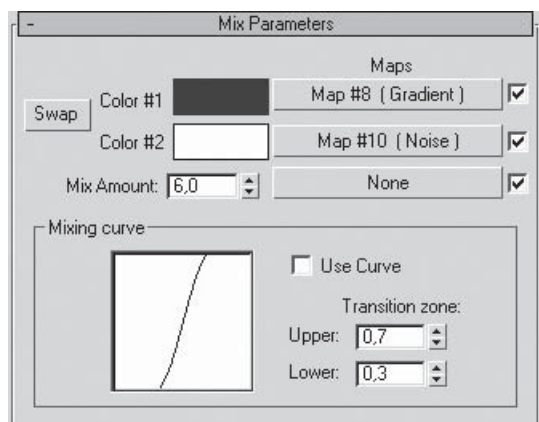 - Mix Parameters
Maps
Swap Color #1 Map #8 ( Gradient )
Color #2 Map #10 ( Noise )
Mix Amount: 6,0 None
Mixing curve
Use Curve
Transition zone:
Upper: 0,7
Lower: 0,3